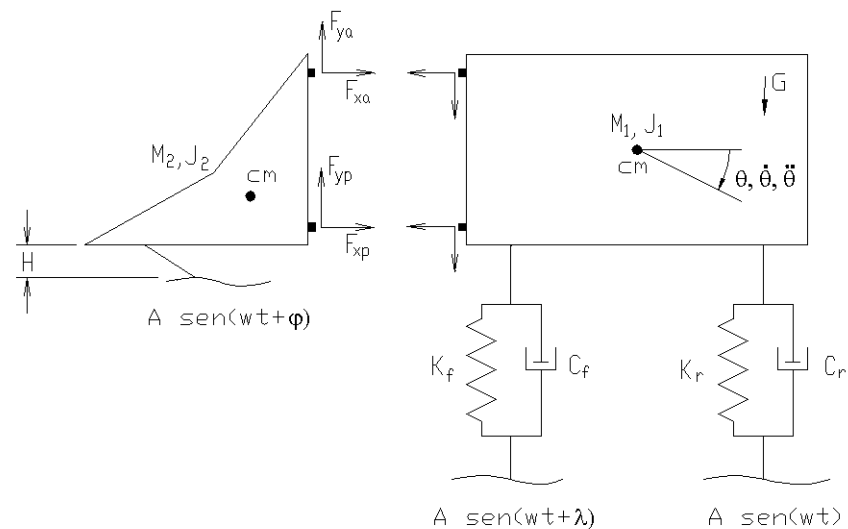 Fya
Fxa
M2, J2
cm
Fyp
Fxp
H
A sen(wt+φ)
G
M1, J1
cm
θ, θ̇, θ̈
Kf
Cf
Kr
Cr
A sen(wt+λ)
A sen(wt)